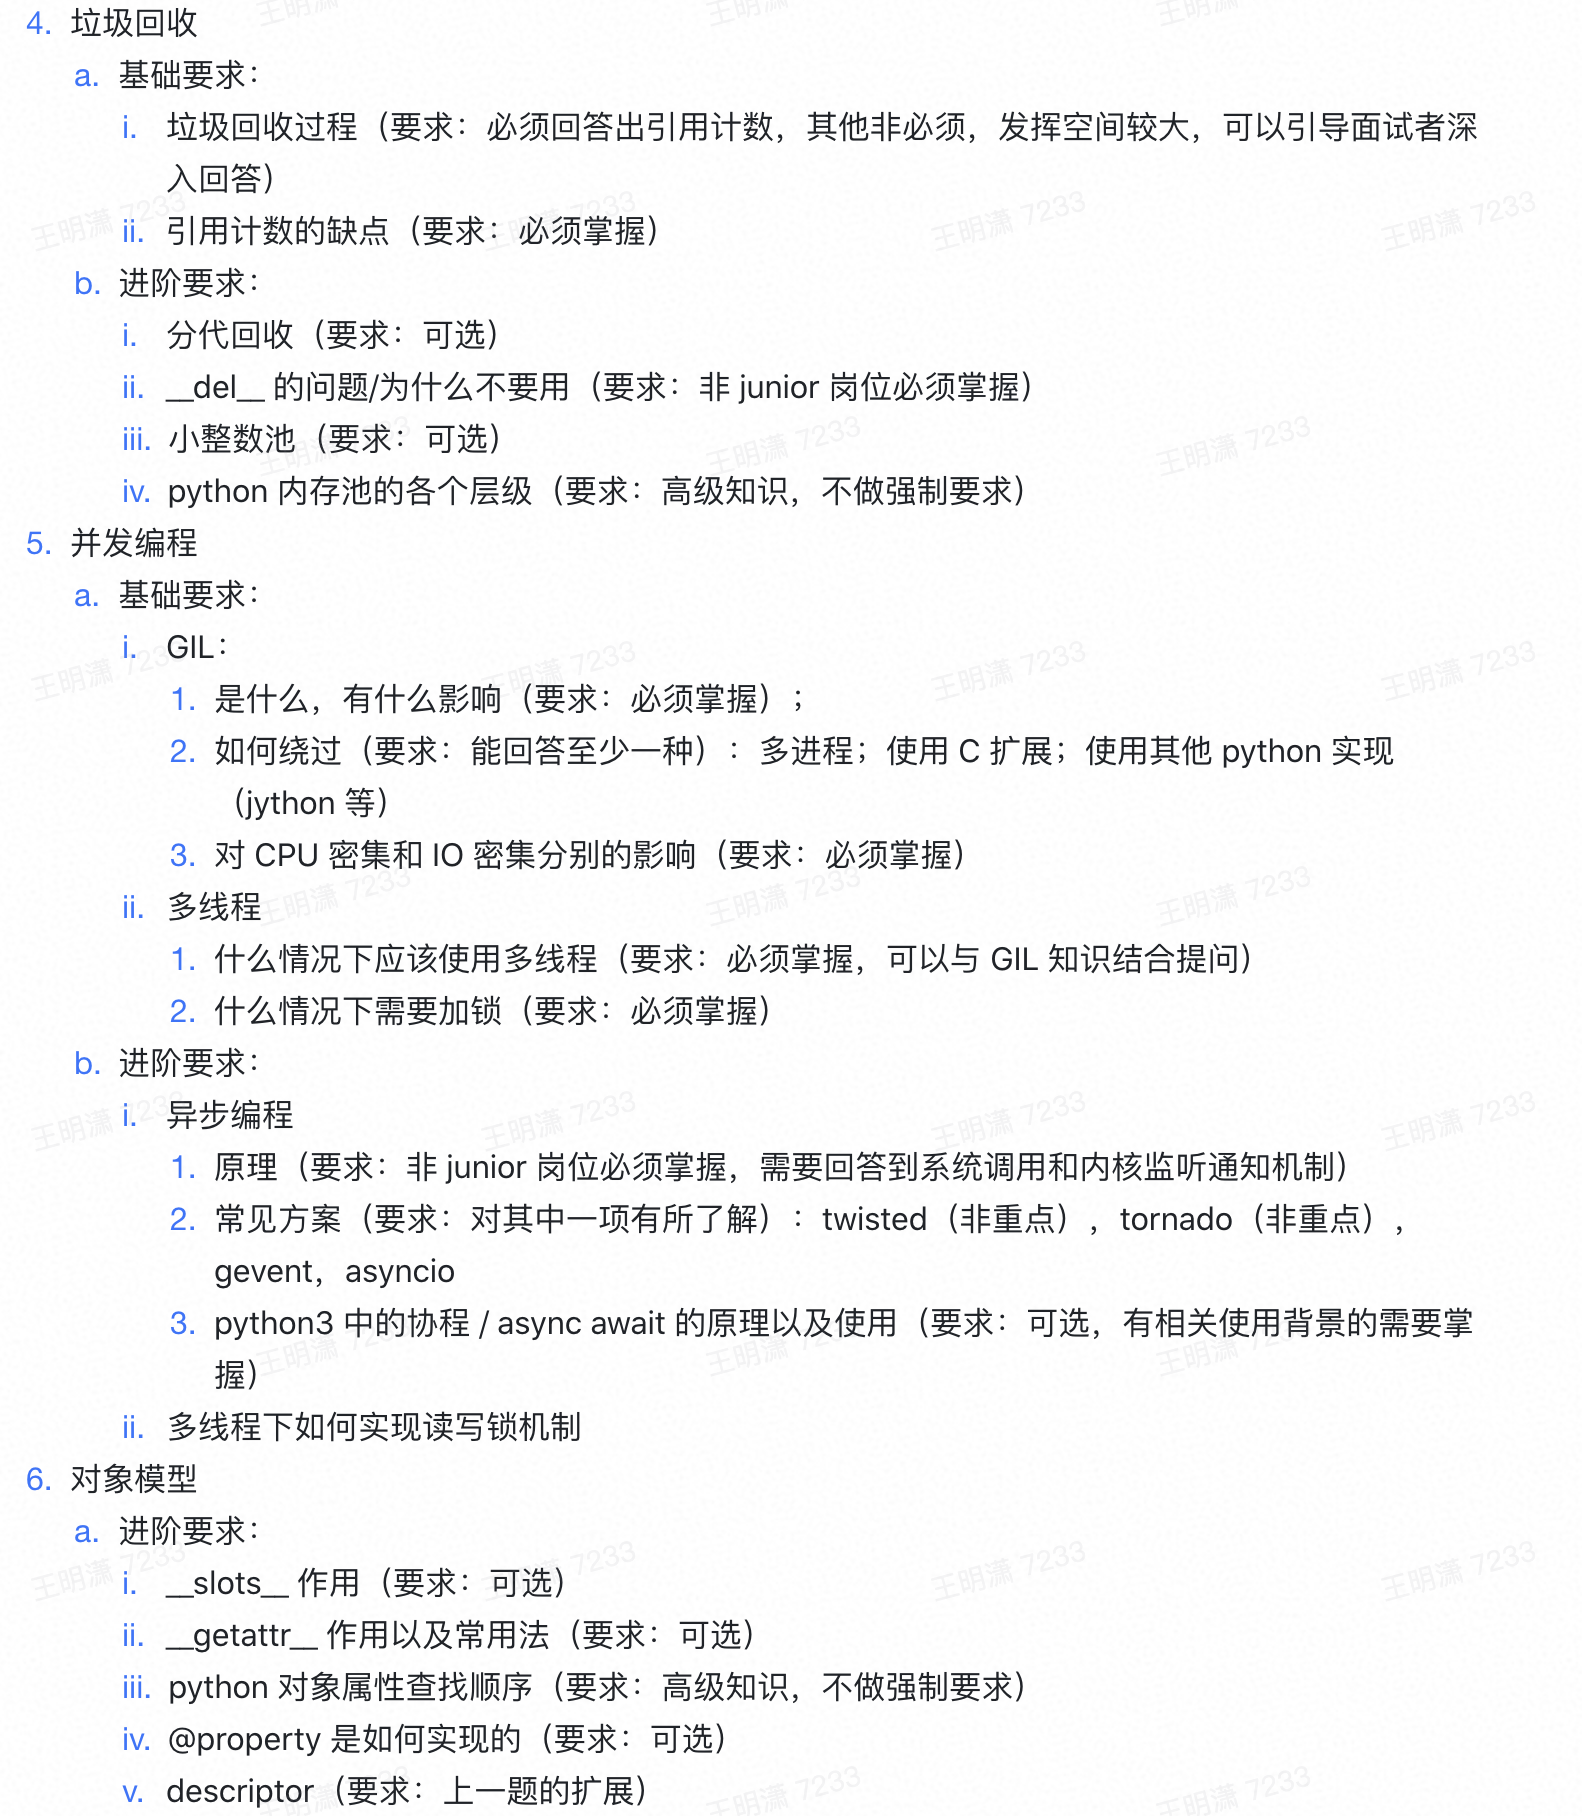 4. 垃圾回收
a. 基础要求：
i. 垃圾回收过程（要求：必须回答出引用计数，其他非必须，发挥空间较大，可以引导面试者深
入回答）
ii. 引用计数的缺点（要求：必须掌握）
b. 进阶要求：
i. 分代回收（要求：可选）
ii. __del__ 的问题/为什么不要用（要求：非 junior 岗位必须掌握）
iii. 小整数池（要求：可选）
iv. python 内存池的各个层级（要求：高级知识，不做强制要求）
5. 并发编程
a. 基础要求：
i. GIL：
1. 是什么，有什么影响（要求：必须掌握）；
2. 如何绕过（要求：能回答至少一种）：多进程；使用 C 扩展；使用其他 python 实现
（jython 等）
3. 对 CPU 密集和 IO 密集分别的影响（要求：必须掌握）
ii. 多线程
1. 什么情况下应该使用多线程（要求：必须掌握，可以与 GIL 知识结合提问）
2. 什么情况下需要加锁（要求：必须掌握）
b. 进阶要求：
i. 异步编程
1. 原理（要求：非 junior 岗位必须掌握，需要回答到系统调用和内核监听通知机制）
2. 常见方案（要求：对其中一项有所了解）：twisted（非重点），tornado（非重点），
gevent，asyncio
3. python3 中的协程 / async await 的原理以及使用（要求：可选，有相关使用背景的需要掌
握）
ii. 多线程下如何实现读写锁机制
6. 对象模型
a. 进阶要求：
i. __slots__ 作用（要求：可选）
ii. __getattr__ 作用以及常用法（要求：可选）
iii. python 对象属性查找顺序（要求：高级知识，不做强制要求）
iv. @property 是如何实现的（要求：可选）
v. descriptor（要求：上一题的扩展）
王明潇 7233